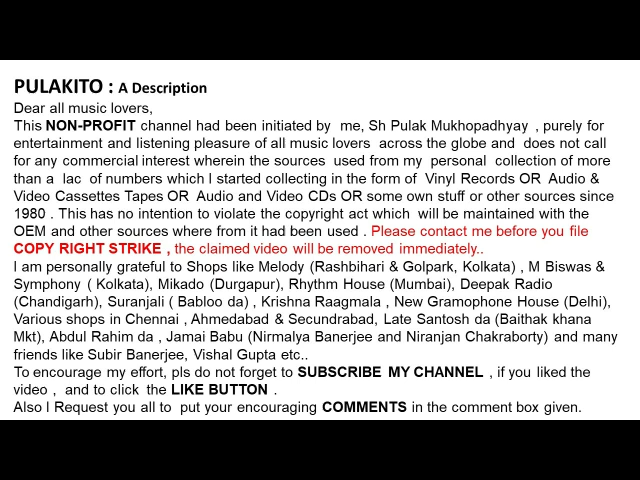 PULAKITO : A Description
Dear all music lovers,
This NON-PROFIT channel had been initiated by me, Sh Pulak Mukhopadhyay , purely for
entertainment and listening pleasure of all music lovers across the globe and does not call
for any commercial interest wherein the sources used from my personal collection of more
than a lac of numbers which I started collecting in the form of Vinyl Records OR Audio &
Video Cassettes Tapes OR Audio and Video CDs OR some own stuff or other sources since
1980 . This has no intention to violate the copyright act which will be maintained with the
OEM and other sources where from it had been used . Please contact me before you file
COPY RIGHT STRIKE , the claimed video will be removed immediately..
I am personally grateful to Shops like Melody (Rashbihari & Golpark, Kolkata) , M Biswas &
Symphony ( Kolkata), Mikado (Durgapur), Rhythm House (Mumbai), Deepak Radio
(Chandigarh), Suranjali ( Babloo da) , Krishna Raagmala , New Gramophone House (Delhi),
Various shops in Chennai , Ahmedabad & Secundrabad, Late Santosh da (Baithak khana
Mkt), Abdul Rahim da , Jamai Babu (Nirmalya Banerjee and Niranjan Chakraborty) and many
friends like Subir Banerjee, Vishal Gupta etc..
To encourage my effort, pls do not forget to SUBSCRIBE MY CHANNEL , if you liked the
video , and to click the LIKE BUTTON .
Also I Request you all to put your encouraging COMMENTS in the comment box given.